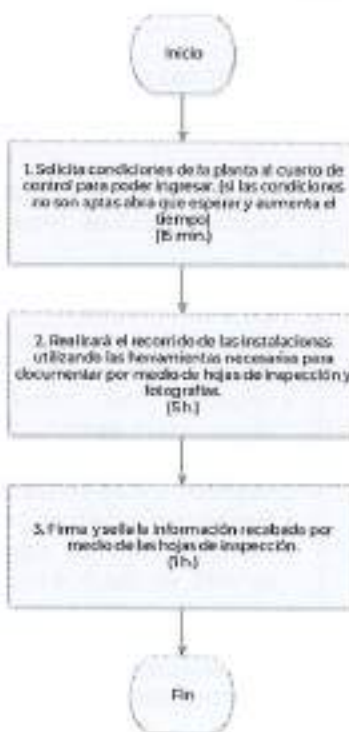 Inicio
1. Solicita condiciones de la planta al cuarto de
control para poder ingresar. (si las condiciones
no son aptas abra que esperar y aumenta el
tiempo)
(15 min.)
2. Realizará el recorrido de las instalaciones
utilizando las herramientas necesarias para
documentar por medio de hojas de inspección y
fotografías.
(5 h.)
3. Firma y sella la información recabada por
medio de las hojas de inspección.
(1 h.)
Fin